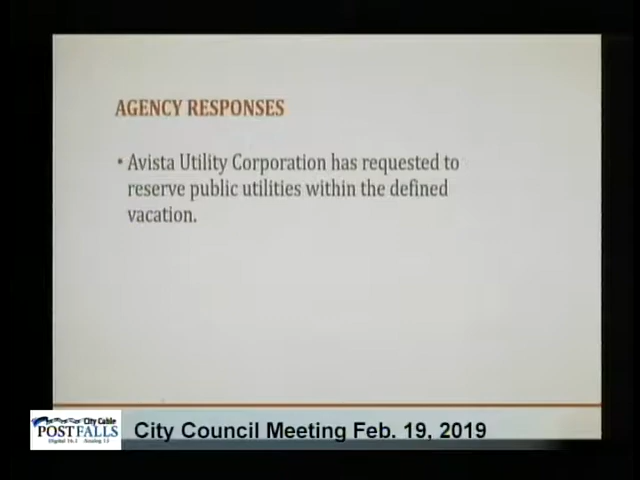 AGENCY RESPONSES
• Avista Utility Corporation has requested to
reserve public utilities within the defined
vacation.
City Cable
POST FALLS
City Council Meeting Feb. 19, 2019